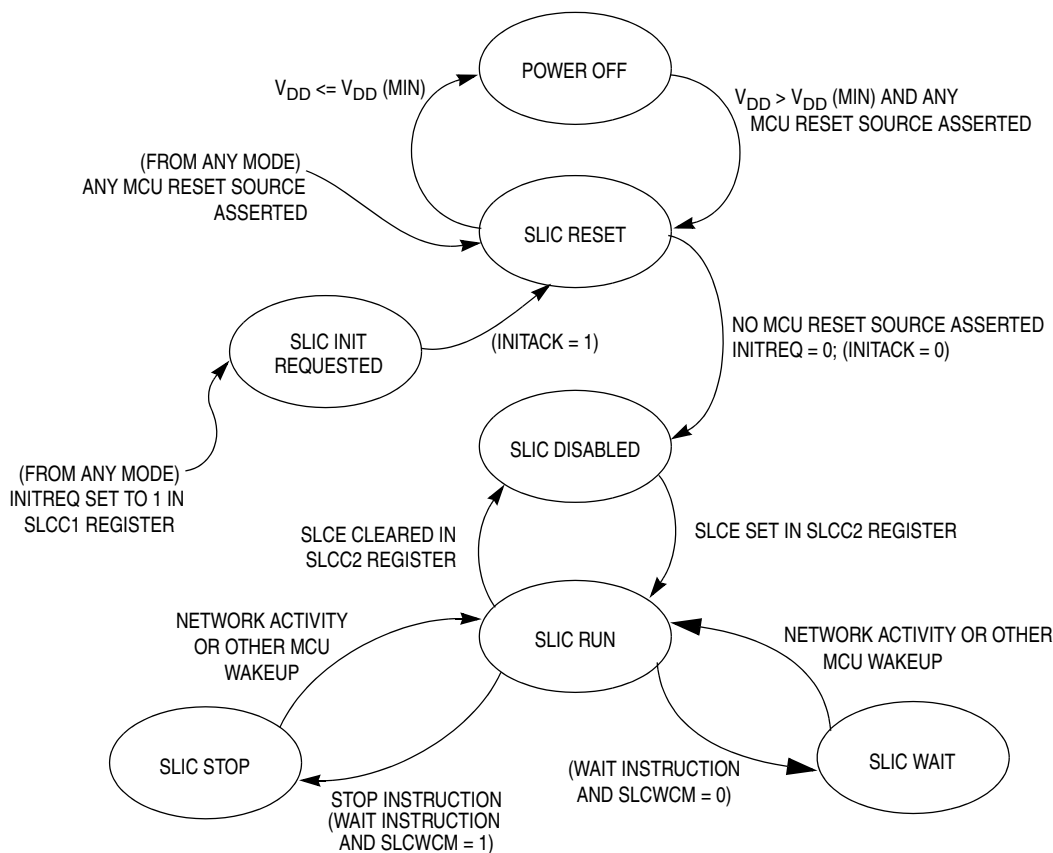 POWER OFF
V_DD <= V_DD (MIN)
V_DD > V_DD (MIN) AND ANY
MCU RESET SOURCE ASSERTED
(FROM ANY MODE)
ANY MCU RESET SOURCE
ASSERTED
SLIC RESET
SLIC INIT
REQUESTED
(INITACK = 1)
NO MCU RESET SOURCE ASSERTED
INITREQ = 0; (INITACK = 0)
SLIC DISABLED
(FROM ANY MODE)
INITREQ SET TO 1 IN
SLCC1 REGISTER
SLCE CLEARED IN
SLCC2 REGISTER
SLCE SET IN SLCC2 REGISTER
NETWORK ACTIVITY
OR OTHER MCU
WAKEUP
SLIC RUN
NETWORK ACTIVITY OR OTHER
MCU WAKEUP
SLIC STOP
SLIC WAIT
STOP INSTRUCTION
(WAIT INSTRUCTION
AND SLCWCM = 1)
(WAIT INSTRUCTION
AND SLCWCM = 0)